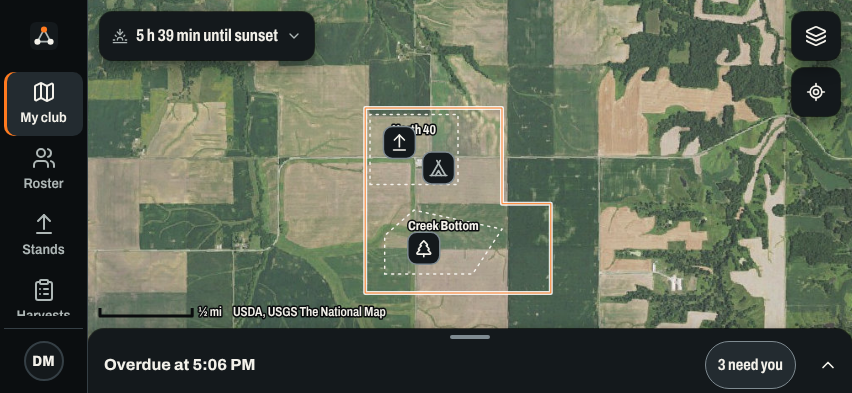 5 h 39 min until sunset
My club
Roster
Stands
Harvests
DM
40
Creek Bottom
½ mi
USDA, USGS The National Map
Overdue at 5:06 PM
3 need you